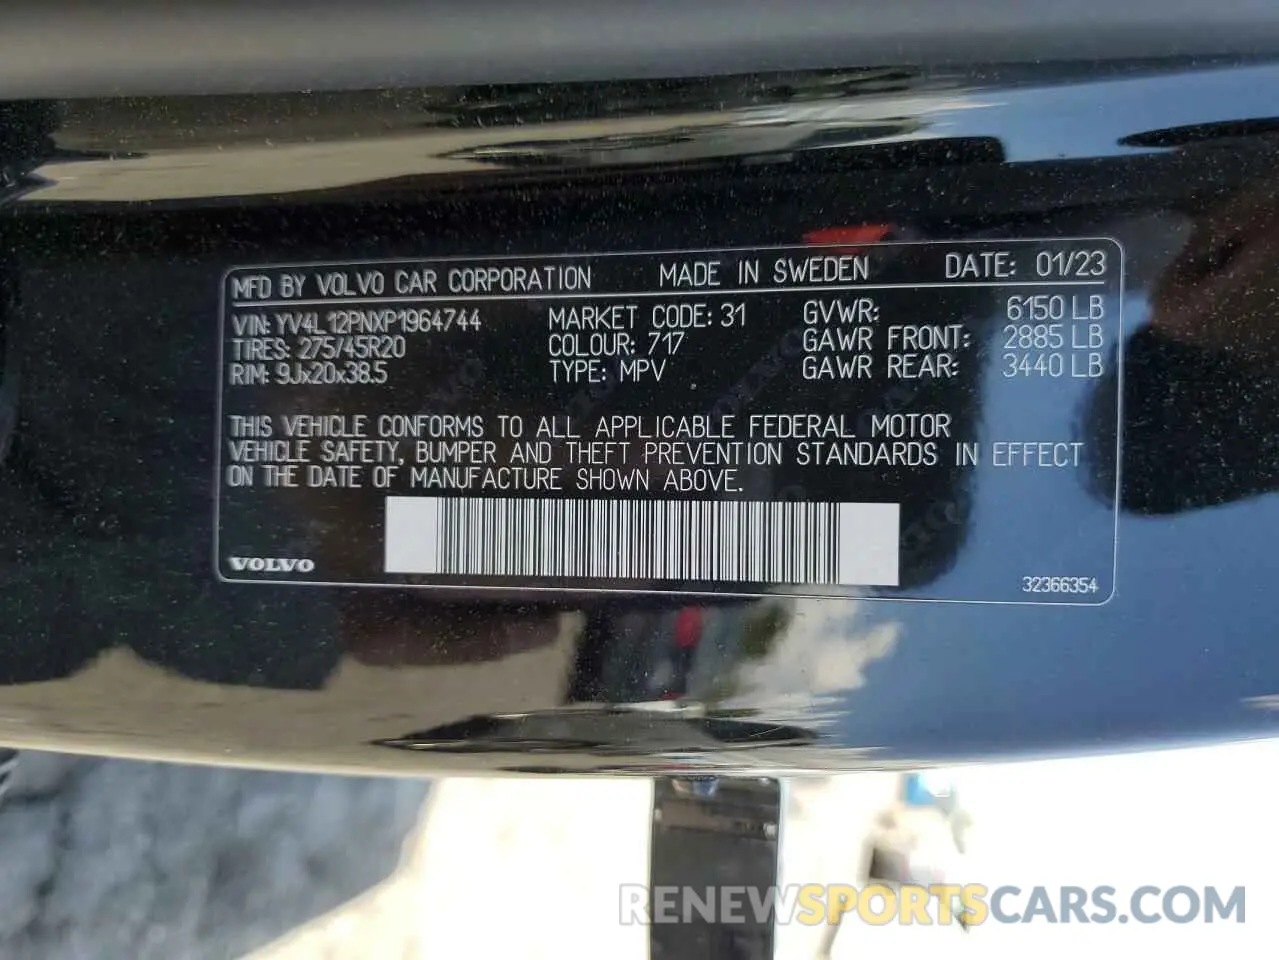 MFD BY VOLVO CAR CORPORATION MADE IN SWEDEN DATE: 01/23
VIN: YV4L12PNXP1964744 MARKET CODE: 31 GVWR: 6150 LB
TIRES: 275/45R20 COLOUR: 717 GAWR FRONT: 2885 LB
RIM: 9Jx20x38.5 TYPE: MPV GAWR REAR: 3440 LB
THIS VEHICLE CONFORMS TO ALL APPLICABLE FEDERAL MOTOR
VEHICLE SAFETY, BUMPER AND THEFT PREVENTION STANDARDS IN EFFECT
ON THE DATE OF MANUFACTURE SHOWN ABOVE.
VOLVO
32366354
RENEWSPORTSCARS.COM